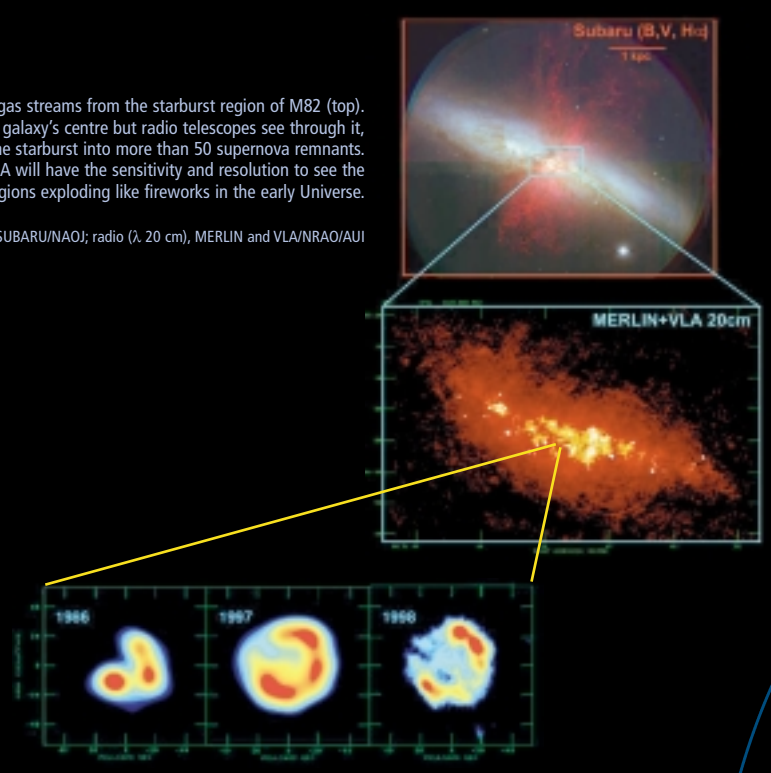 gas streams from the starburst region of M82 (top).
galaxy's centre but radio telescopes see through it,
ne starburst into more than 50 supernova remnants.
A will have the sensitivity and resolution to see the
egions exploding like fireworks in the early Universe.
SUBARU/NAOJ; radio (λ 20 cm), MERLIN and VLA/NRAO/AUI
Subaru (B,V, Hα)
1 kpc
MERLIN+VLA 20cm
1986
1997
1998